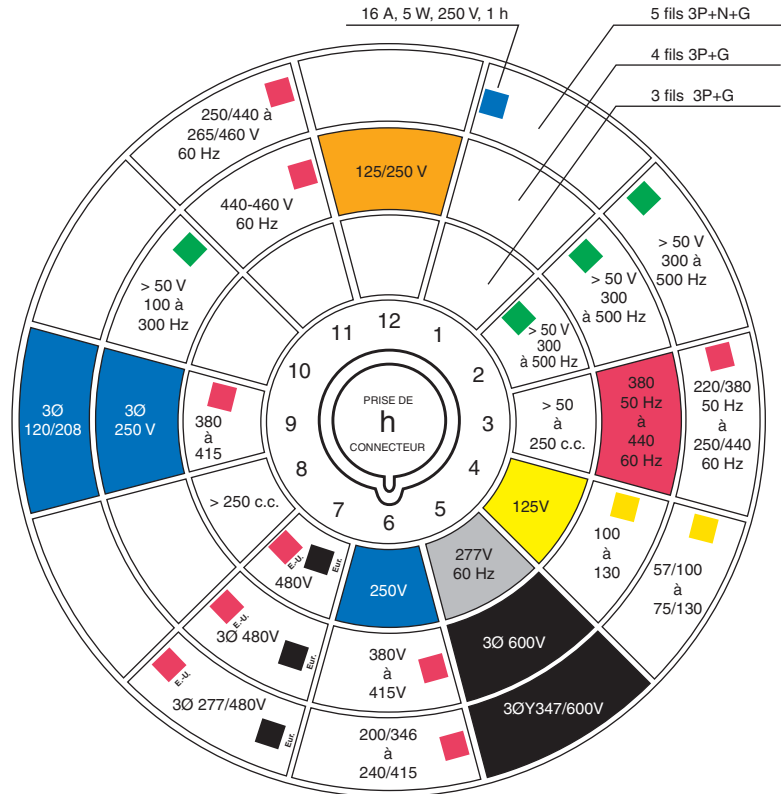 16 A, 5 W, 250 V, 1 h
5 fils 3P+N+G
4 fils 3P+G
3 fils 3P+G
250/440 à
265/460 V
60 Hz
440-460 V
60 Hz
125/250 V
> 50 V
300 à
500 Hz
> 50 V
300
à 500 Hz
> 50 V
300
à 500 Hz
> 50 V
100 à
300 Hz
12
1
2
3
4
5
6
7
8
9
10
11
PRISE DE
h
CONNECTEUR
3Ø
120/208
3Ø
250 V
380
à
415
> 50
à
250 c.c.
380
50 Hz
à
440
60 Hz
220/380
50 Hz
à
250/440
60 Hz
> 250 c.c.
125V
100
à
130
57/100
à
75/130
E.-U.
Eur.
480V
250V
277V
60 Hz
E.-U.
3Ø 480V
Eur.
380V
à
415V
3Ø 600V
E.-U.
3Ø 277/480V
Eur.
200/346
à
240/415
3ØY347/600V